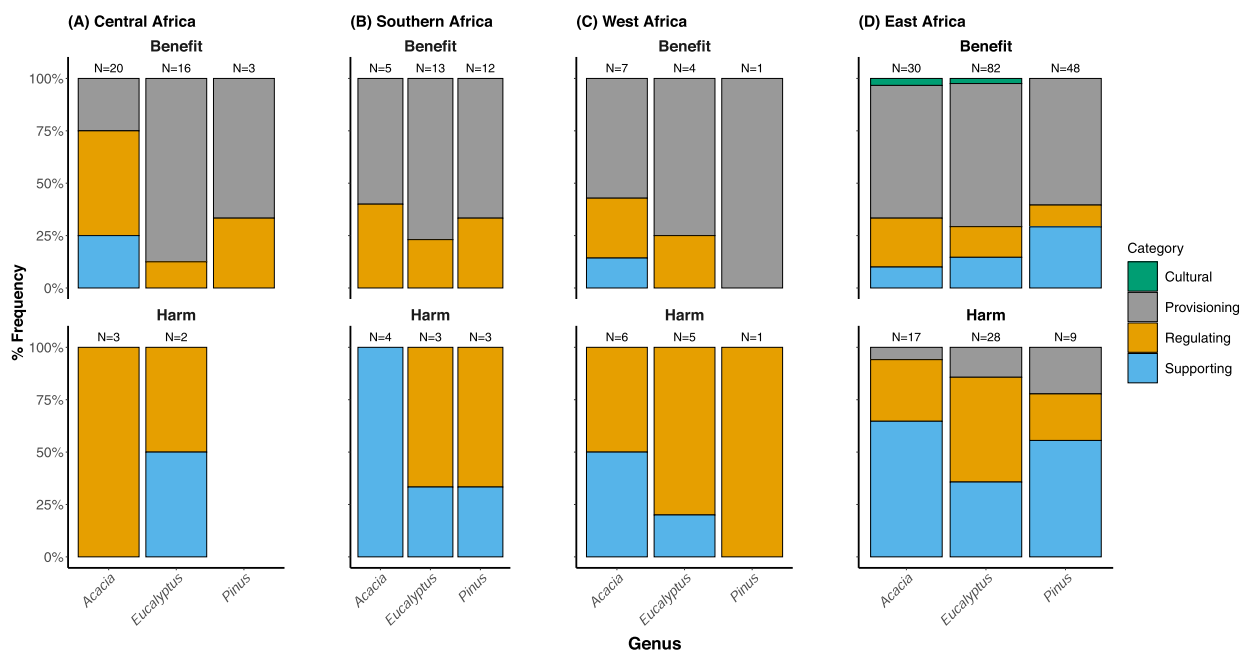 (A) Central Africa
(B) Southern Africa
(C) West Africa
(D) East Africa
Benefit
Benefit
Benefit
Benefit
N=20 N=16 N=3
N=5 N=13 N=12
N=7 N=4 N=1
N=30 N=82 N=48
100%
75%
50%
25%
0%
Harm
Harm
Harm
Harm
N=3 N=2
N=4 N=3 N=3
N=6 N=5 N=1
N=17 N=28 N=9
100%
75%
50%
25%
0%
% Frequency
Acacia
Eucalyptus
Pinus
Acacia
Eucalyptus
Pinus
Acacia
Eucalyptus
Pinus
Acacia
Eucalyptus
Pinus
Genus
Category
Cultural
Provisioning
Regulating
Supporting